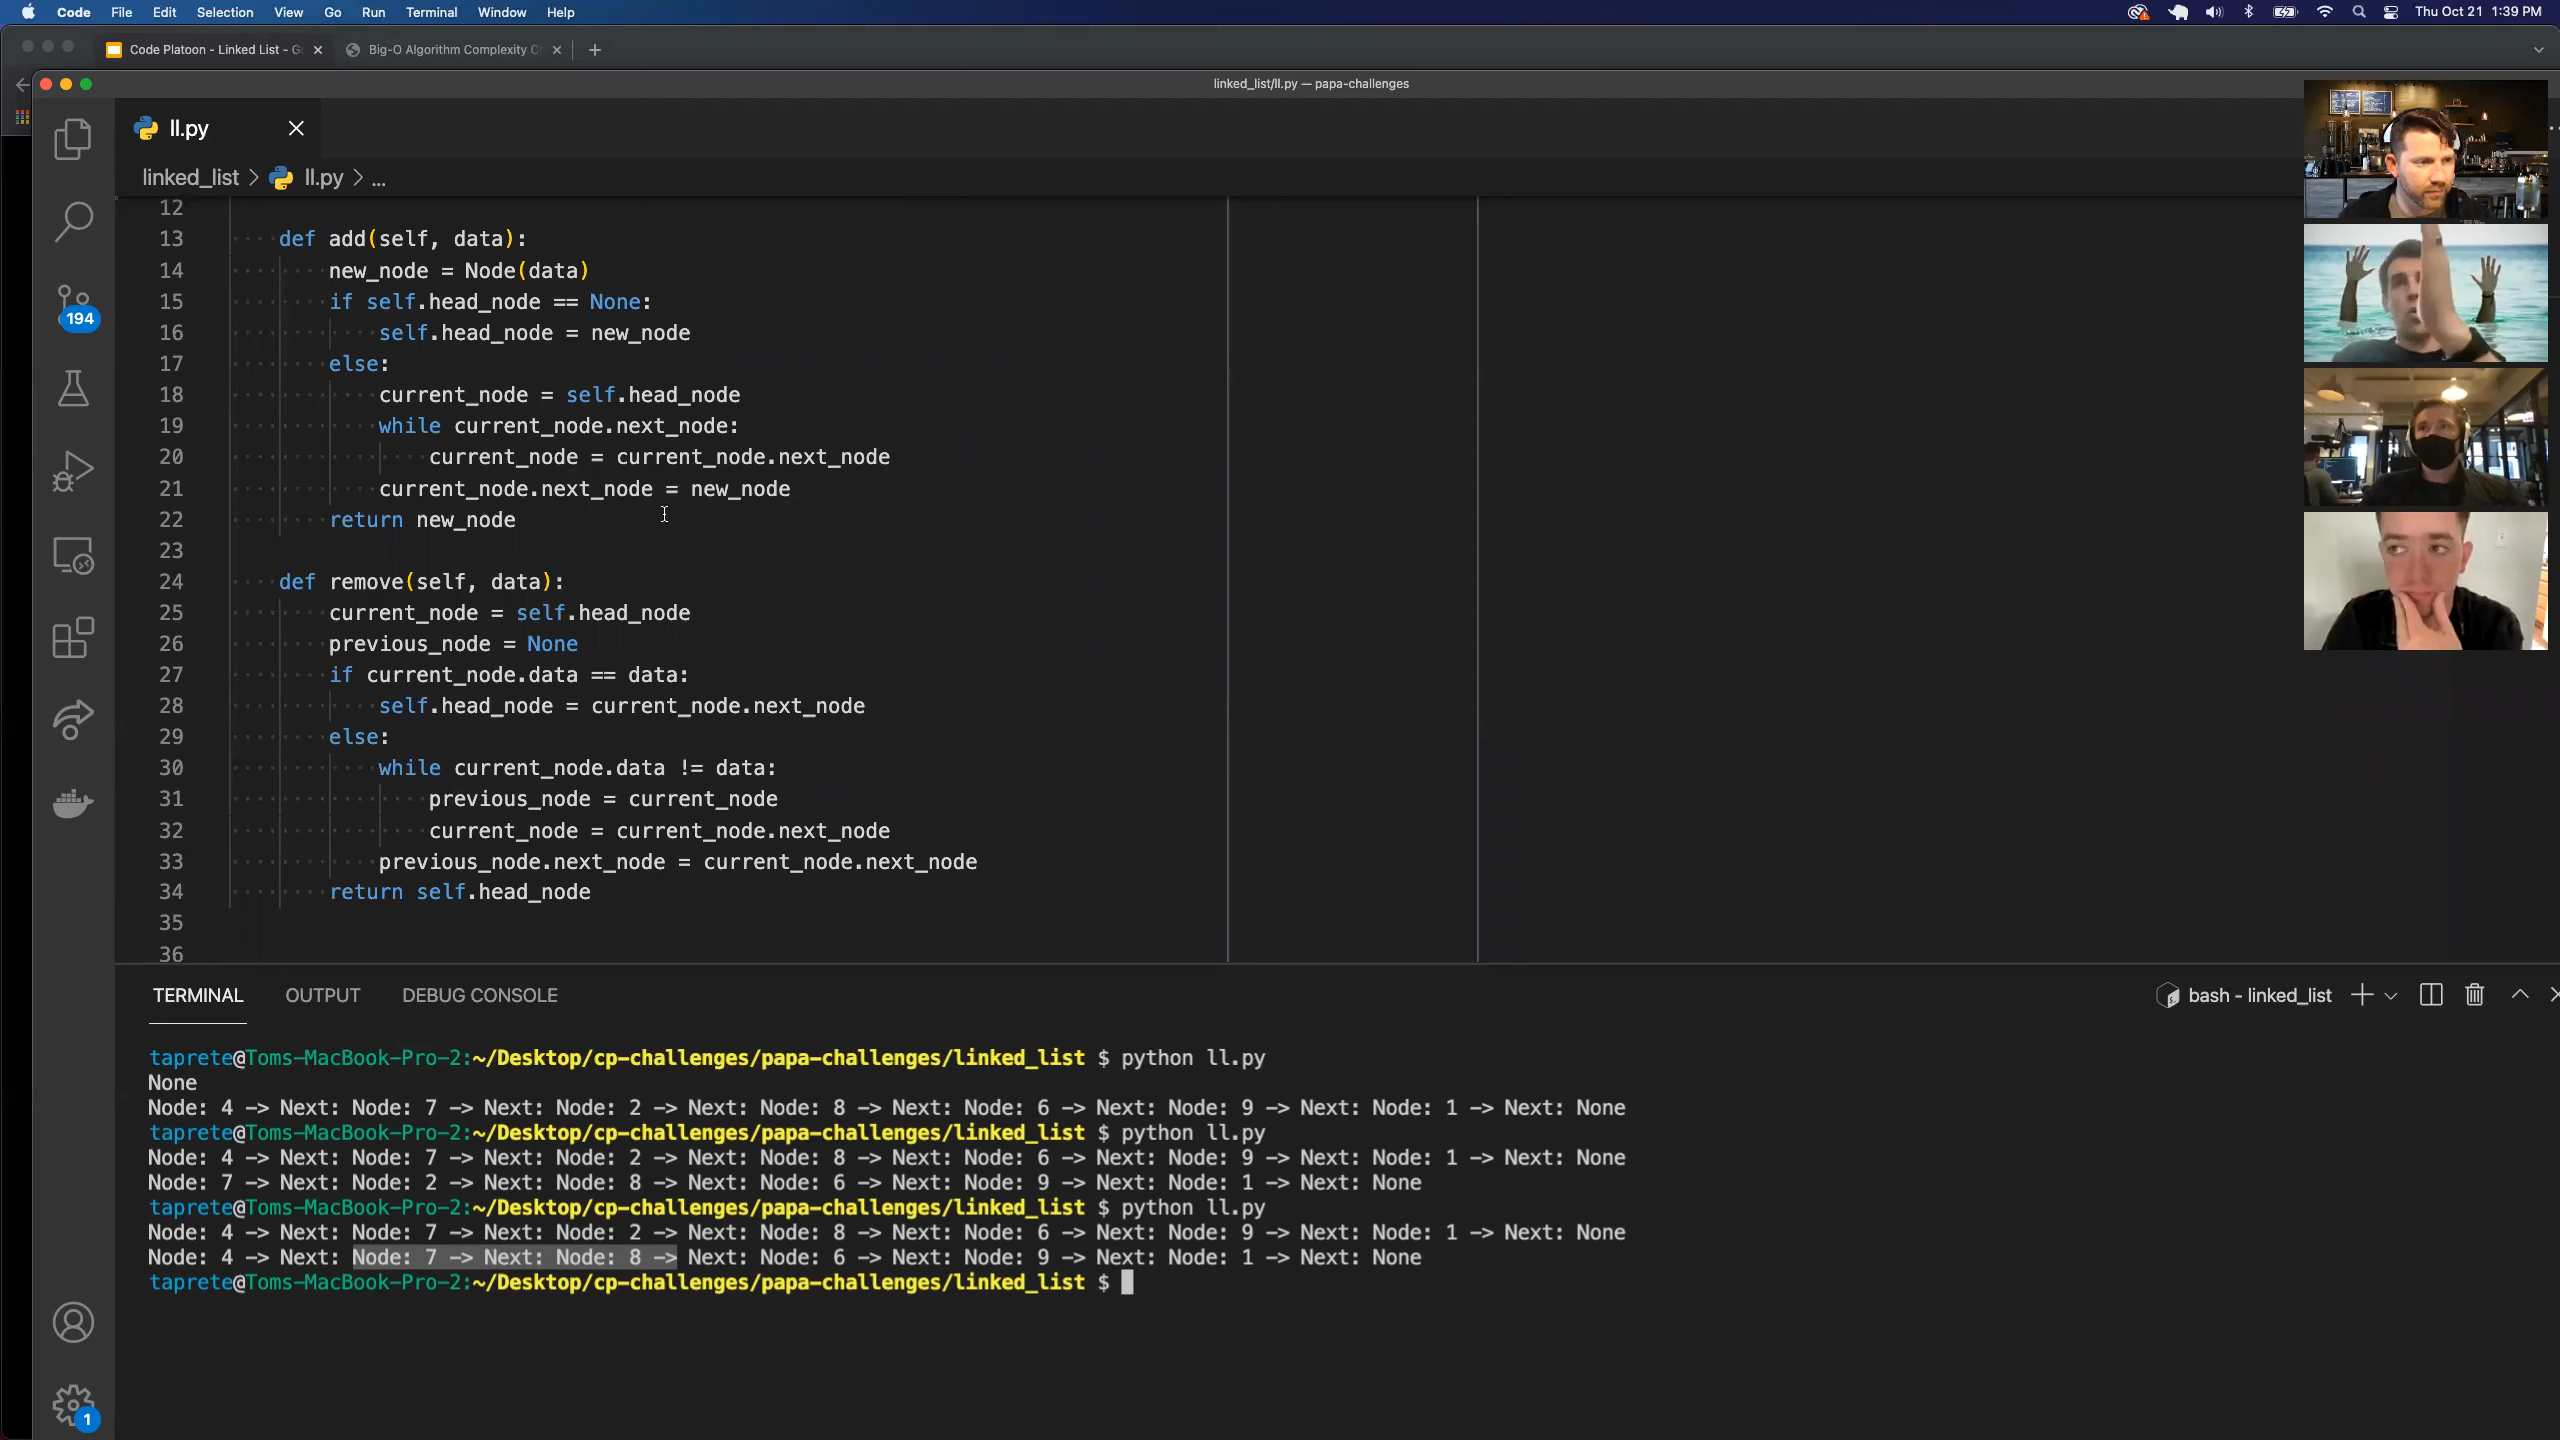 Code File Edit Selection View Go Run Terminal Window Help Thu Oct 21 1:39 PM
Code Platoon - Linked List - G Big-O Algorithm Complexity C
linked_list/ll.py — papa-challenges
ll.py
linked_list > ll.py > ...
12
13 def add(self, data):
14 new_node = Node(data)
15 if self.head_node == None:
16 self.head_node = new_node
17 else:
18 current_node = self.head_node
19 while current_node.next_node:
20 current_node = current_node.next_node
21 current_node.next_node = new_node
22 return new_node
23
24 def remove(self, data):
25 current_node = self.head_node
26 previous_node = None
27 if current_node.data == data:
28 self.head_node = current_node.next_node
29 else:
30 while current_node.data != data:
31 previous_node = current_node
32 current_node = current_node.next_node
33 previous_node.next_node = current_node.next_node
34 return self.head_node
35
36
194
1
TERMINAL OUTPUT DEBUG CONSOLE bash - linked_list
taprete@Toms-MacBook-Pro-2:~/Desktop/cp-challenges/papa-challenges/linked_list $ python ll.py
None
Node: 4 -> Next: Node: 7 -> Next: Node: 2 -> Next: Node: 8 -> Next: Node: 6 -> Next: Node: 9 -> Next: Node: 1 -> Next: None
taprete@Toms-MacBook-Pro-2:~/Desktop/cp-challenges/papa-challenges/linked_list $ python ll.py
Node: 4 -> Next: Node: 7 -> Next: Node: 2 -> Next: Node: 8 -> Next: Node: 6 -> Next: Node: 9 -> Next: Node: 1 -> Next: None
Node: 7 -> Next: Node: 2 -> Next: Node: 8 -> Next: Node: 6 -> Next: Node: 9 -> Next: Node: 1 -> Next: None
taprete@Toms-MacBook-Pro-2:~/Desktop/cp-challenges/papa-challenges/linked_list $ python ll.py
Node: 4 -> Next: Node: 7 -> Next: Node: 2 -> Next: Node: 8 -> Next: Node: 6 -> Next: Node: 9 -> Next: Node: 1 -> Next: None
Node: 4 -> Next: Node: 7 -> Next: Node: 8 -> Next: Node: 6 -> Next: Node: 9 -> Next: Node: 1 -> Next: None
taprete@Toms-MacBook-Pro-2:~/Desktop/cp-challenges/papa-challenges/linked_list $